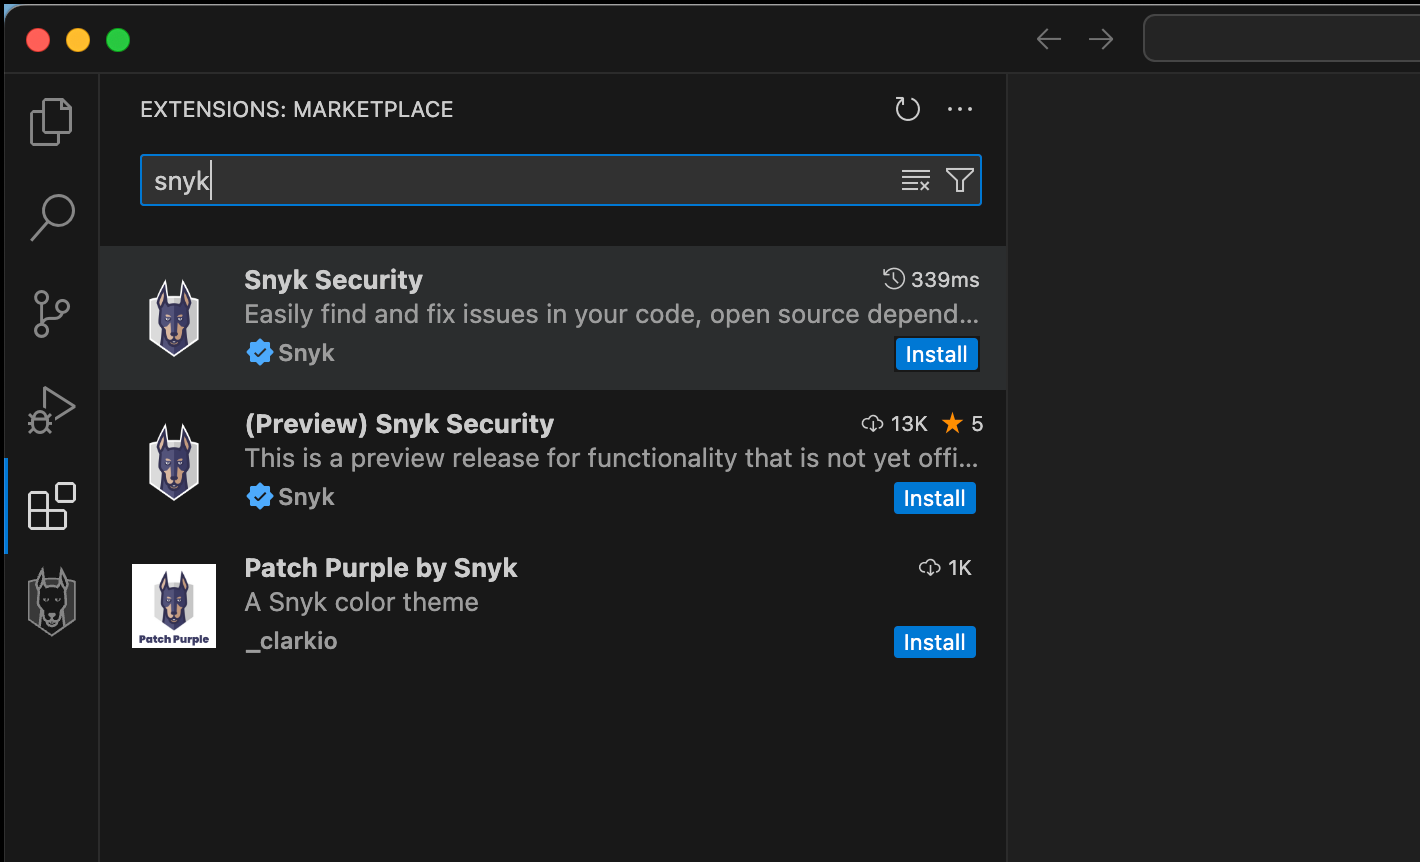 EXTENSIONS: MARKETPLACE
snyk
Snyk Security 339ms
Easily find and fix issues in your code, open source depend...
Snyk Install
(Preview) Snyk Security 13K 5
This is a preview release for functionality that is not yet offi...
Snyk Install
Patch Purple by Snyk 1K
A Snyk color theme
Patch Purple
_clarkio Install